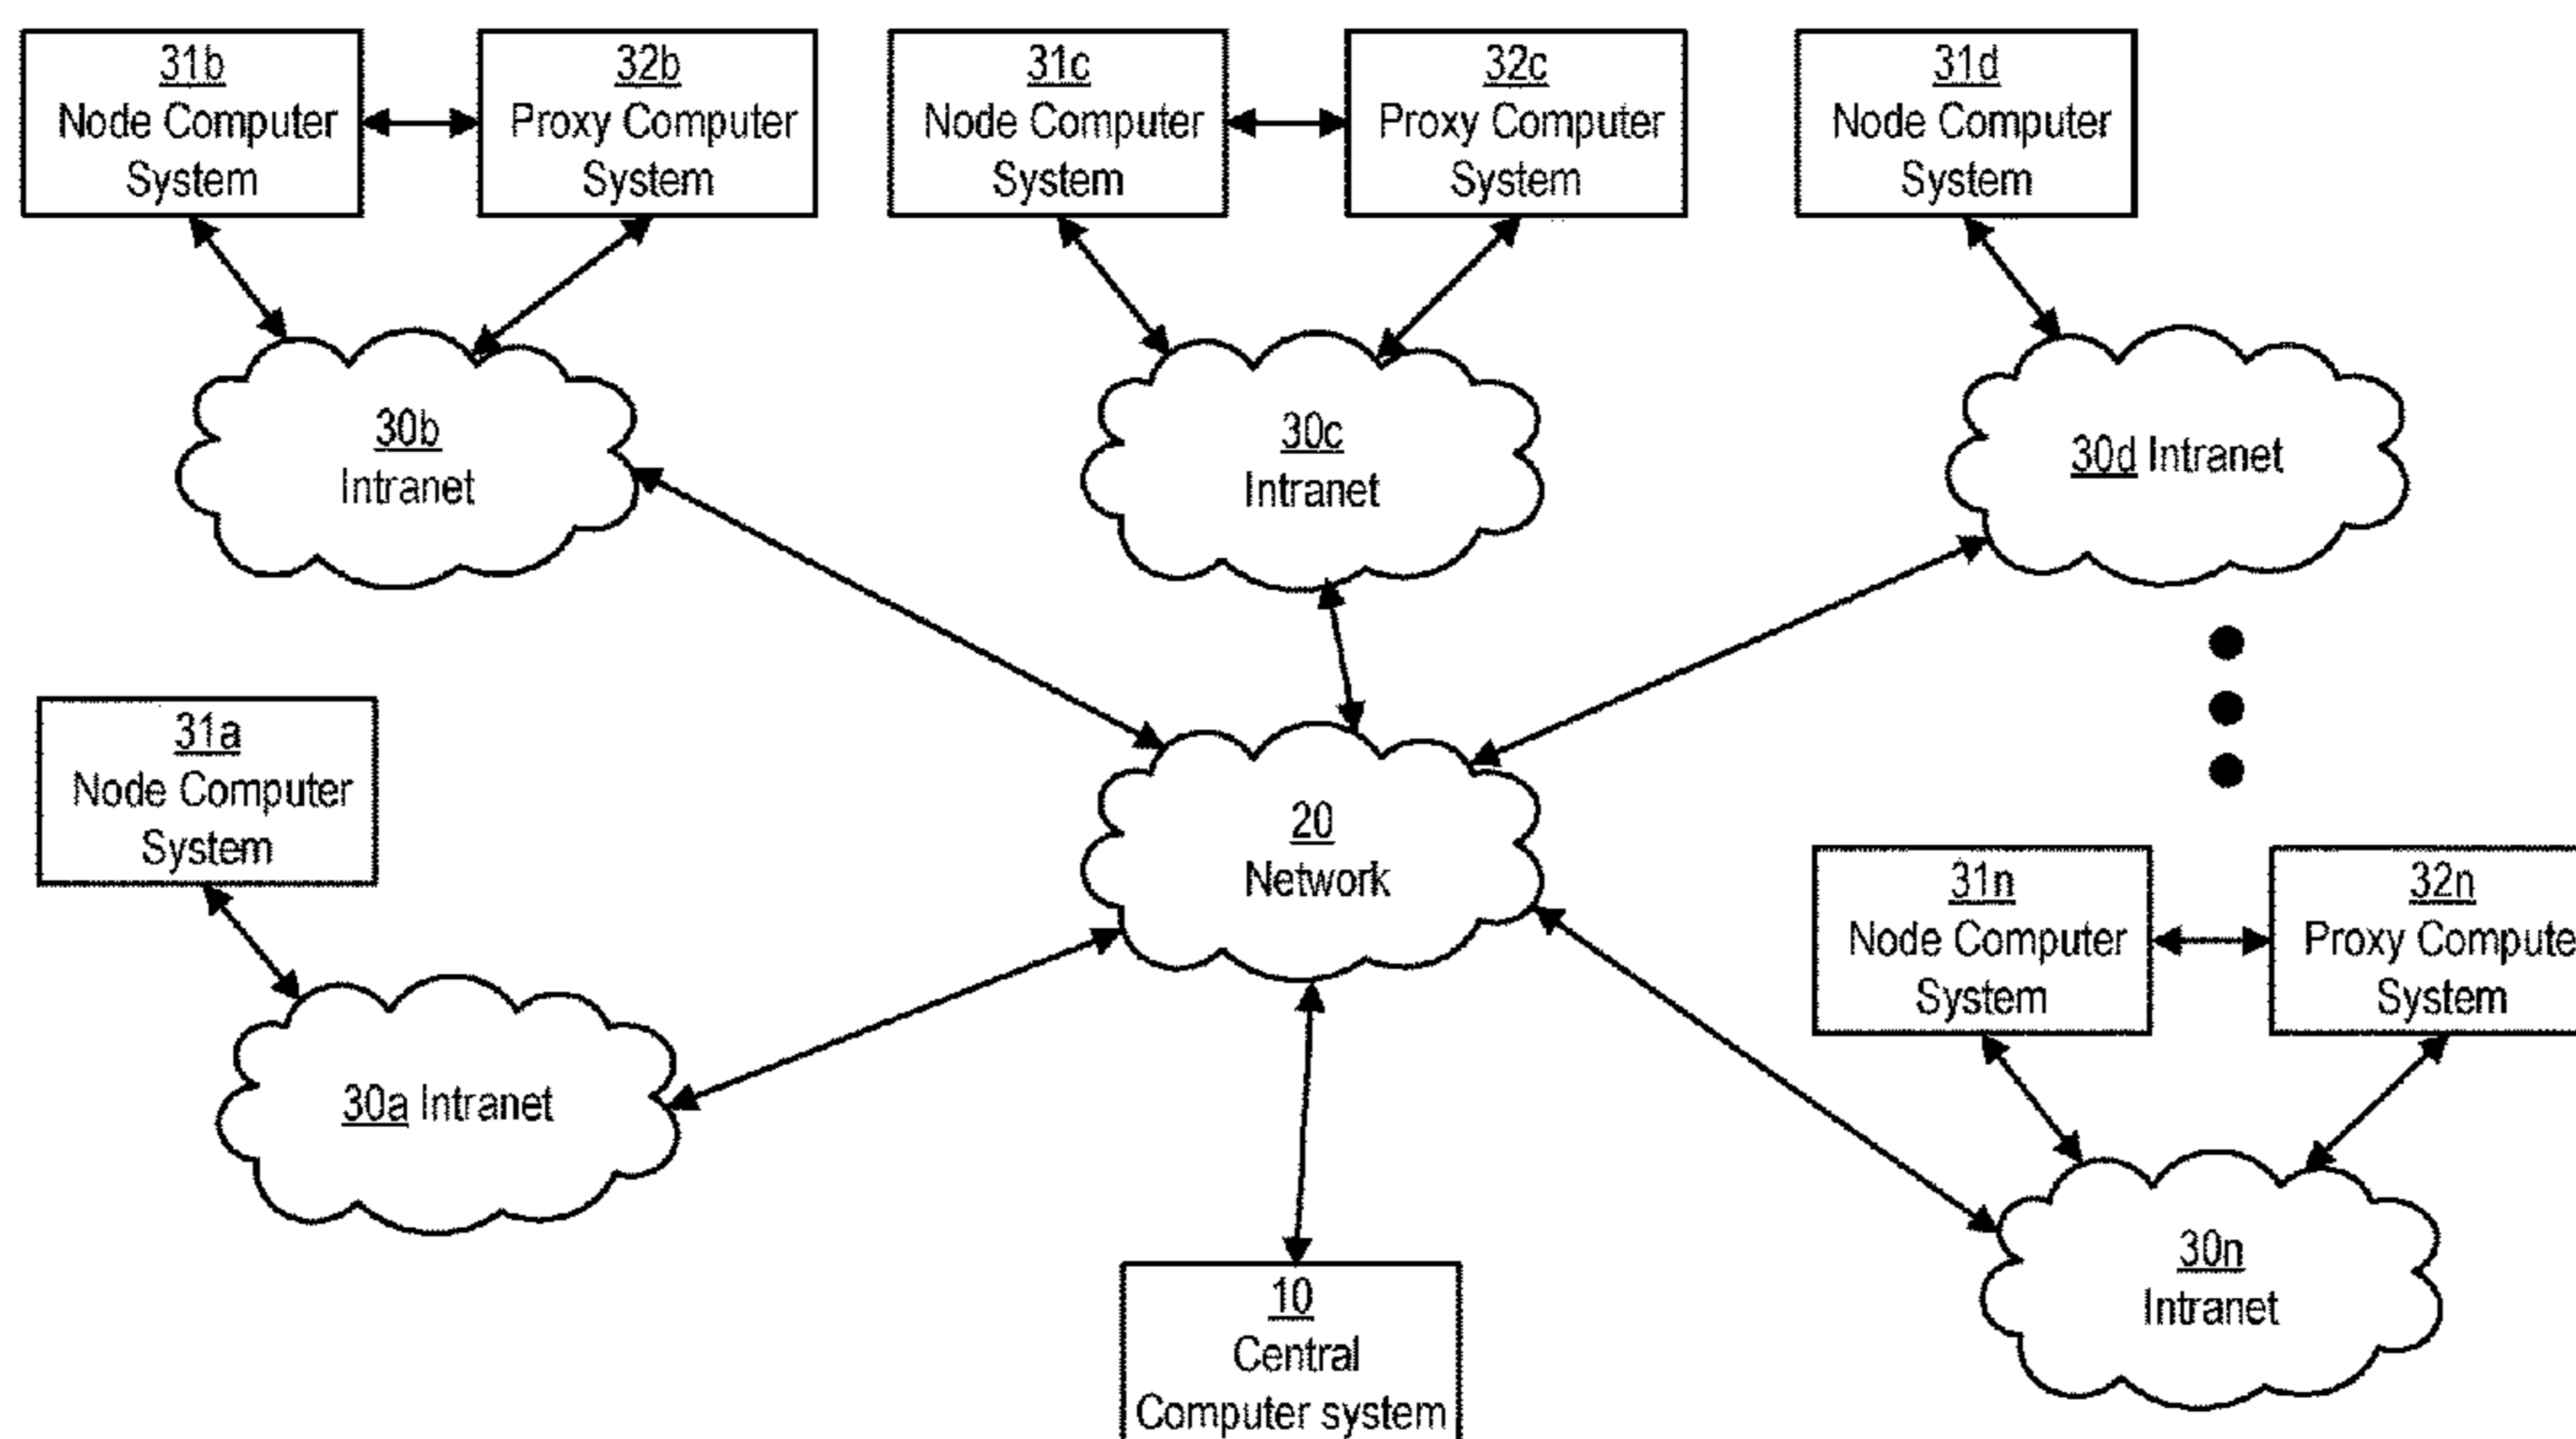 31b
Node Computer
System
32b
Proxy Computer
System
31c
Node Computer
System
32c
Proxy Computer
System
31d
Node Computer
System
30b
Intranet
30c
Intranet
30d Intranet
31a
Node Computer
System
20
Network
31n
Node Computer
System
32n
Proxy Compute
System
30a Intranet
30n
Intranet
10
Central
Computer system